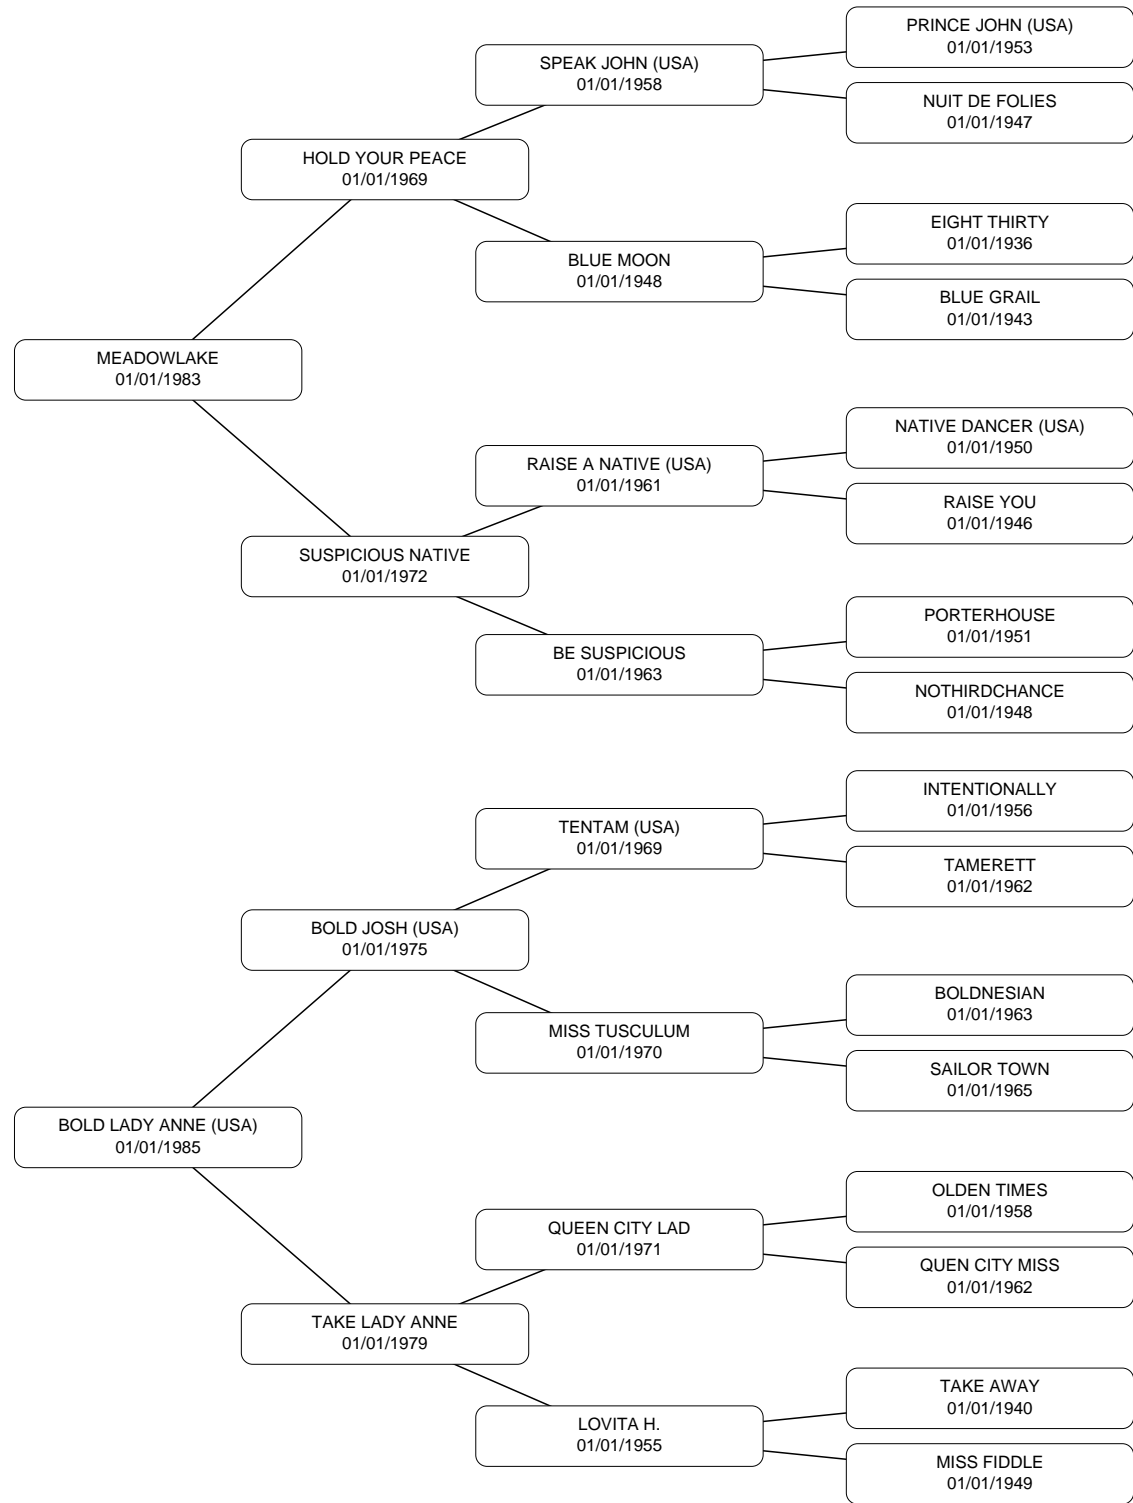 PRINCE JOHN (USA)
01/01/1953
SPEAK JOHN (USA)
01/01/1958
NUIT DE FOLIES
01/01/1947
HOLD YOUR PEACE
01/01/1969
EIGHT THIRTY
01/01/1936
BLUE MOON
01/01/1948
BLUE GRAIL
01/01/1943
MEADOWLAKE
01/01/1983
NATIVE DANCER (USA)
01/01/1950
RAISE A NATIVE (USA)
01/01/1961
RAISE YOU
01/01/1946
SUSPICIOUS NATIVE
01/01/1972
PORTERHOUSE
01/01/1951
BE SUSPICIOUS
01/01/1963
NOTHIRDCHANCE
01/01/1948
INTENTIONALLY
01/01/1956
TENTAM (USA)
01/01/1969
TAMERETT
01/01/1962
BOLD JOSH (USA)
01/01/1975
BOLDNESIAN
01/01/1963
MISS TUSCULUM
01/01/1970
SAILOR TOWN
01/01/1965
BOLD LADY ANNE (USA)
01/01/1985
OLDEN TIMES
01/01/1958
QUEEN CITY LAD
01/01/1971
QUEN CITY MISS
01/01/1962
TAKE LADY ANNE
01/01/1979
TAKE AWAY
01/01/1940
LOVITA H.
01/01/1955
MISS FIDDLE
01/01/1949